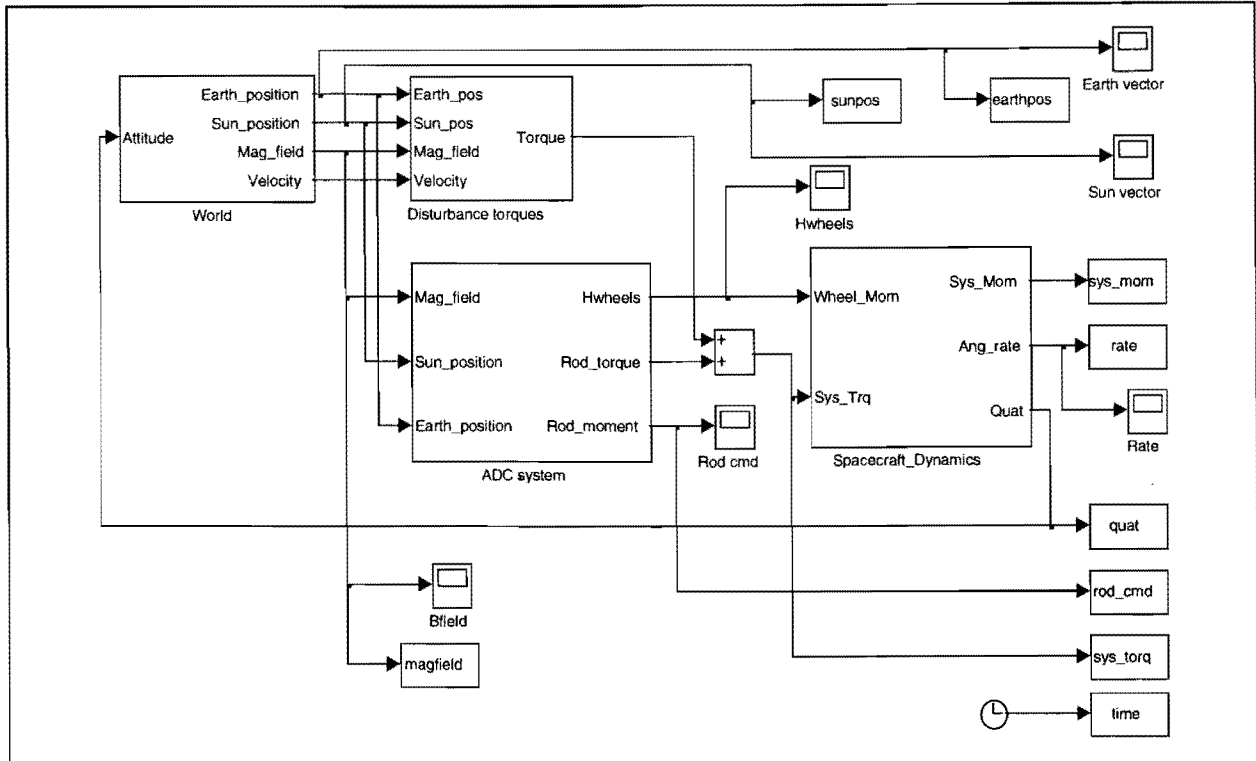 Earth_position
Sun_position
Attitude
Mag_field
Velocity
World
Earth_pos
Sun_pos
Torque
Mag_field
Velocity
Disturbance torques
sunpos
earthpos
Earth vector
Sun vector
Hwheels
Mag_field
Hwheels
Sun_position
Rod_torque
Earth_position
Rod_moment
ADC system
+
+
Rod cmd
Wheel_Mom
Sys_Mom
Ang_rate
Sys_Trq
Quat
Spacecraft_Dynamics
sys_mom
rate
Rate
quat
rod_cmd
sys_torq
time
Bfield
magfield